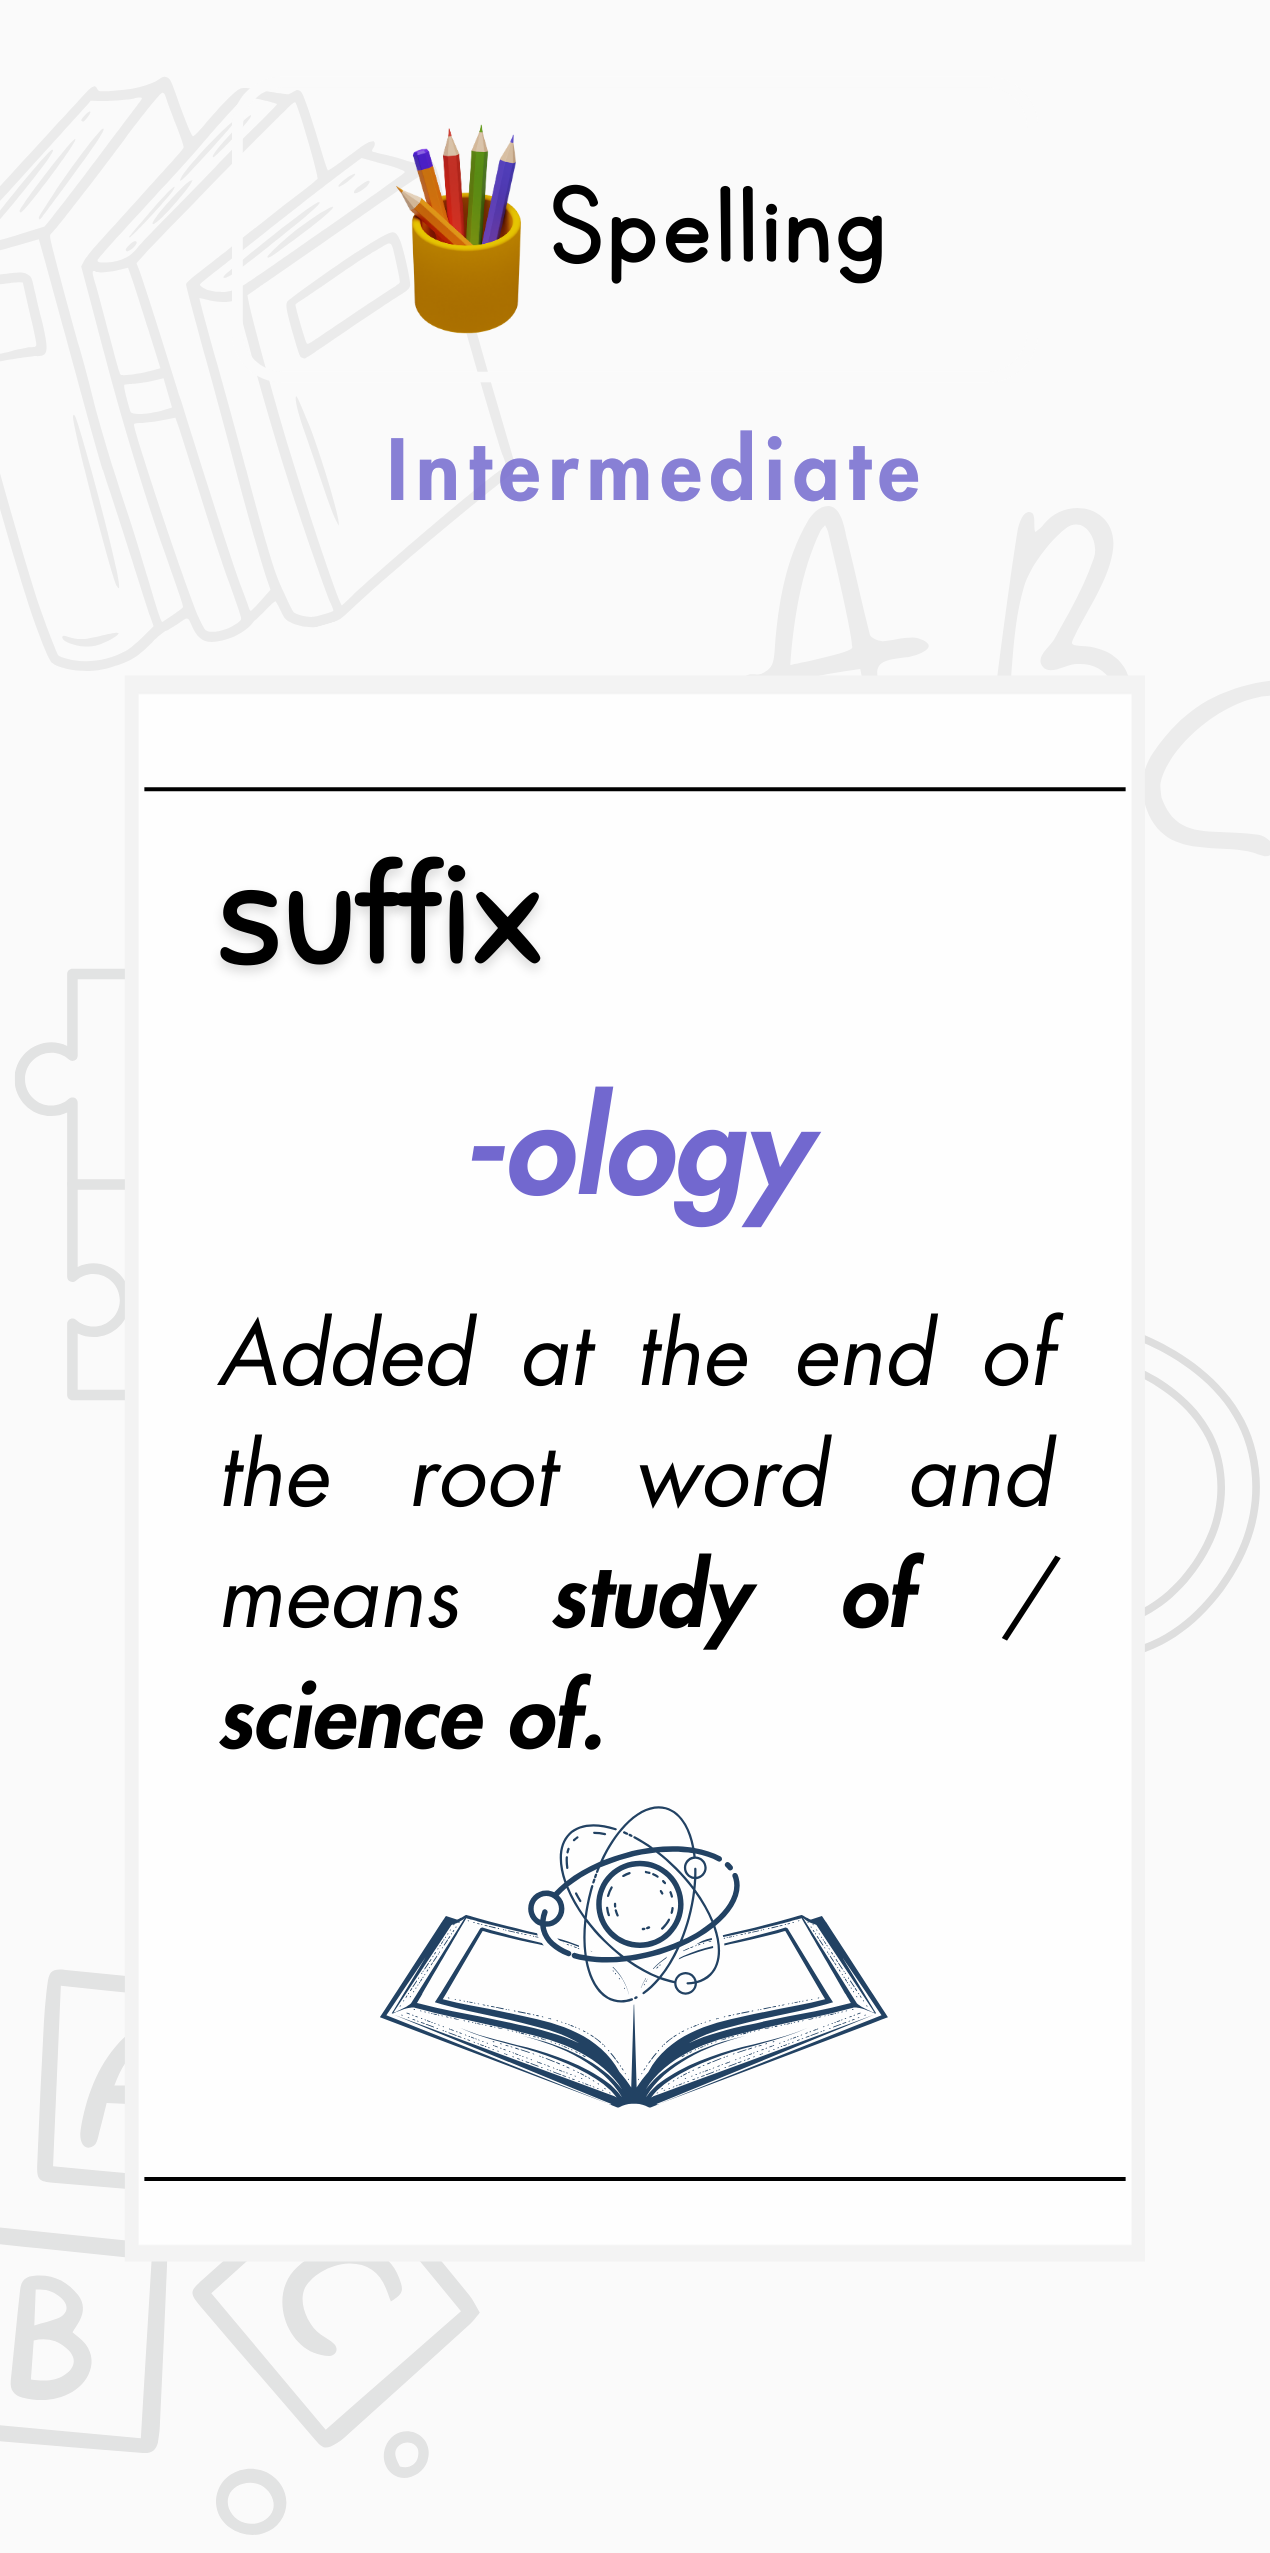 Spelling
Intermediate
A B
suffix
-ology
Added at the end of
the root word and
means study of /
science of.
A
B
C